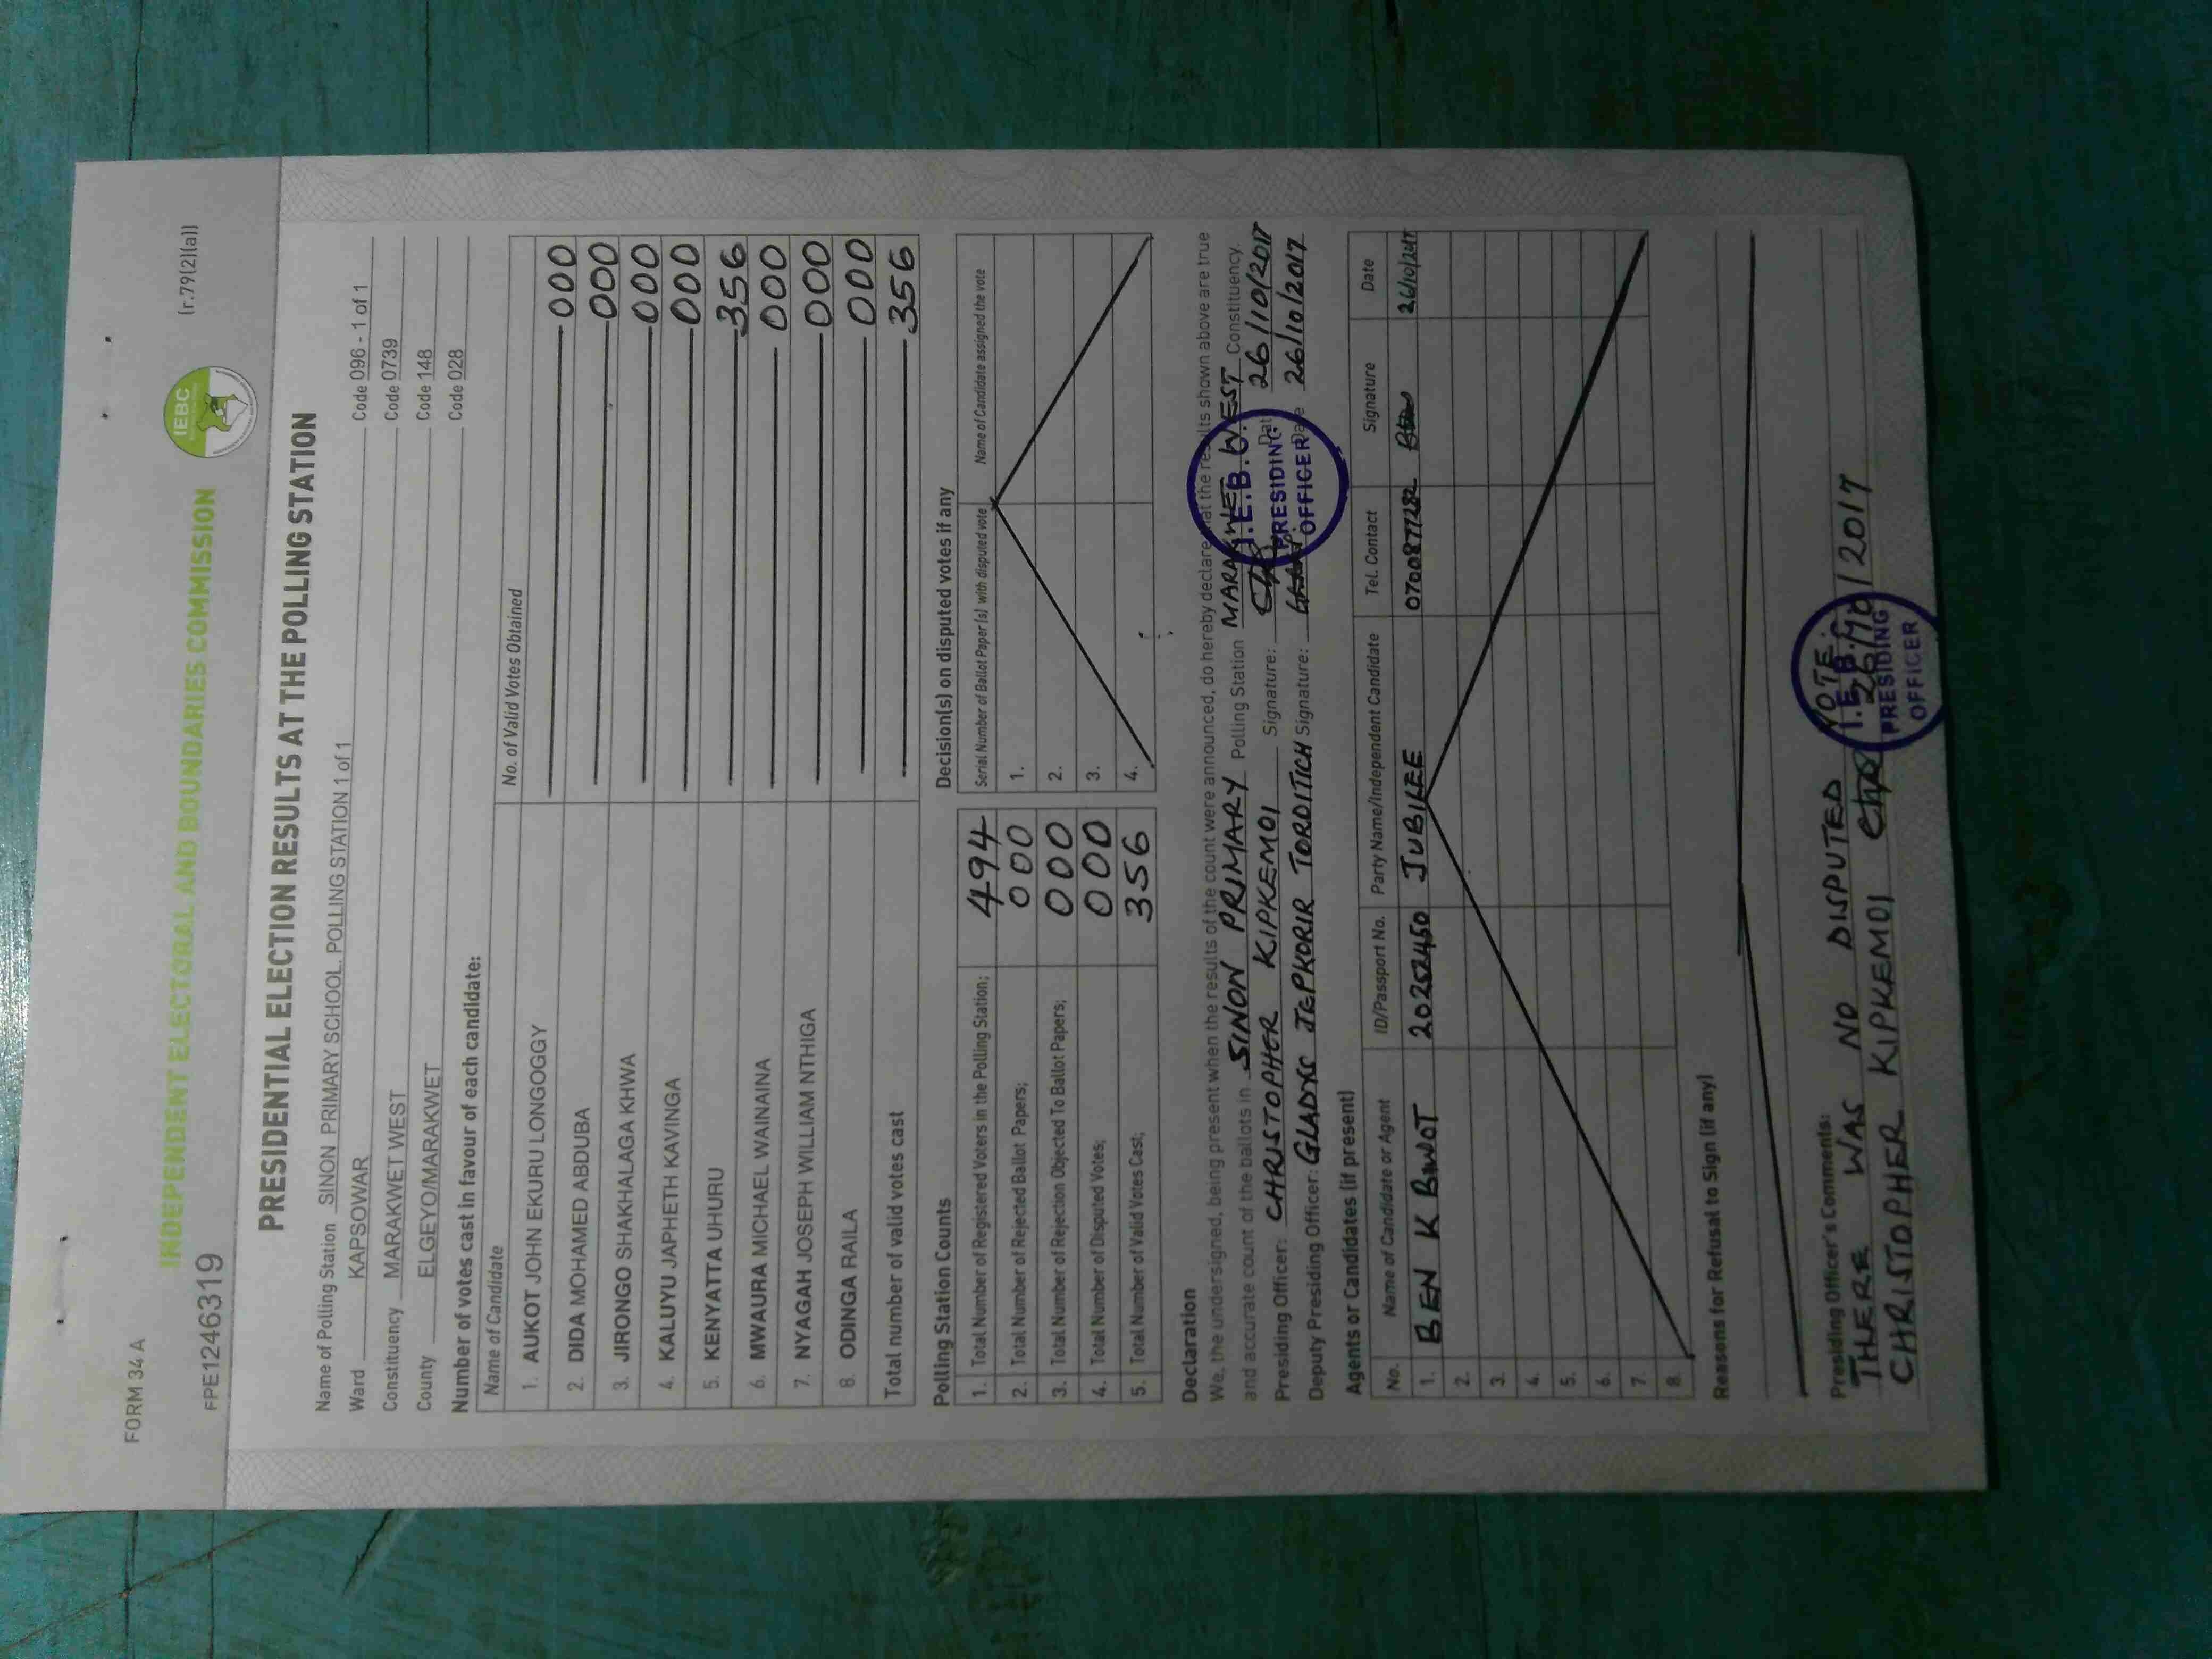 FORM 34 A
(r.79(2)(a))
FPE1246319
INDEPENDENT ELECTORAL AND BOUNDARIES COMMISSION
IEBC
PRESIDENTIAL ELECTION RESULTS AT THE POLLING STATION
Name of Polling Station SINON PRIMARY SCHOOL. POLLING STATION 1 of 1 Code 096 - 1 of 1
Ward KAPSOWAR Code 0739
Constituency MARAKWET WEST Code 148
County ELGEYO/MARAKWET Code 028
Number of votes cast in favour of each candidate:
Name of Candidate No. of Valid Votes Obtained
1. AUKOT JOHN EKURU LONGOGGY 000
2. DIDA MOHAMED ABDUBA 000
3. JIRONGO SHAKHALAGA KHWA 000
4. KALUYU JAPHETH KAVINGA 000
5. KENYATTA UHURU 356
6. MWAURA MICHAEL WAINAINA 000
7. NYAGAH JOSEPH WILLIAM NTHIGA 000
8. ODINGA RAILA 000
Total number of valid votes cast 356
Polling Station Counts
1. Total Number of Registered Voters in the Polling Station; 494
2. Total Number of Rejected Ballot Papers; 000
3. Total Number of Rejection Objected To Ballot Papers; 000
4. Total Number of Disputed Votes; 000
5. Total Number of Valid Votes Cast; 356
Decision(s) on disputed votes if any
Serial Number of Ballot Paper (s) with disputed vote Name of Candidate assigned the vote
1.
2.
3.
4.
Declaration
We, the undersigned, being present when the results of the count were announced, do hereby declare that the results shown above are true
and accurate count of the ballots in SINON PRIMARY Polling Station MARAKWET WEST Constituency.
Presiding Officer: CHRISTOPHER KIPKEMOI Signature: Date 26/10/2017
Deputy Presiding Officer: GLADYS JEPKORIR TORDITICH Signature: Date 26/10/2017
I.E.B.C.
PRESIDING
OFFICER
Agents or Candidates (if present)
No. Name of Candidate or Agent ID/Passport No. Party Name/Independent Candidate Tel. Contact Signature Date
1. BEN K BIWOT 20252450 JUBILEE 0700877282 26/10/2017
2.
3.
4.
5.
6.
7.
8.
Reasons for Refusal to Sign (if any)
Presiding Officer's Comments:
THERE WAS NO DISPUTED VOTE.
CHRISTOPHER KIPKEMOI 26/10/2017
I.E.B.C.
PRESIDING
OFFICER